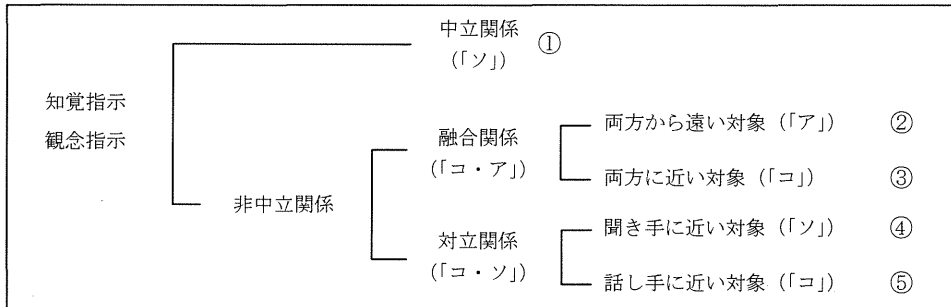 中立関係 ①
(「ソ」)
知覚指示
観念指示
両方から遠い対象 (「ア」) ②
融合関係
(「コ・ア」)
両方に近い対象 (「コ」) ③
非中立関係
聞き手に近い対象 (「ソ」) ④
対立関係
(「コ・ソ」)
話し手に近い対象 (「コ」) ⑤